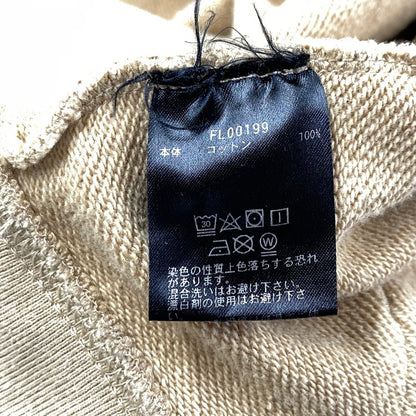 FL00199
本体 コットン 100%
30
W
染色の性質上色落ちする恐れ
があります。
混合洗いはお避け下さい。
漂白剤の使用はお避け下さ
い